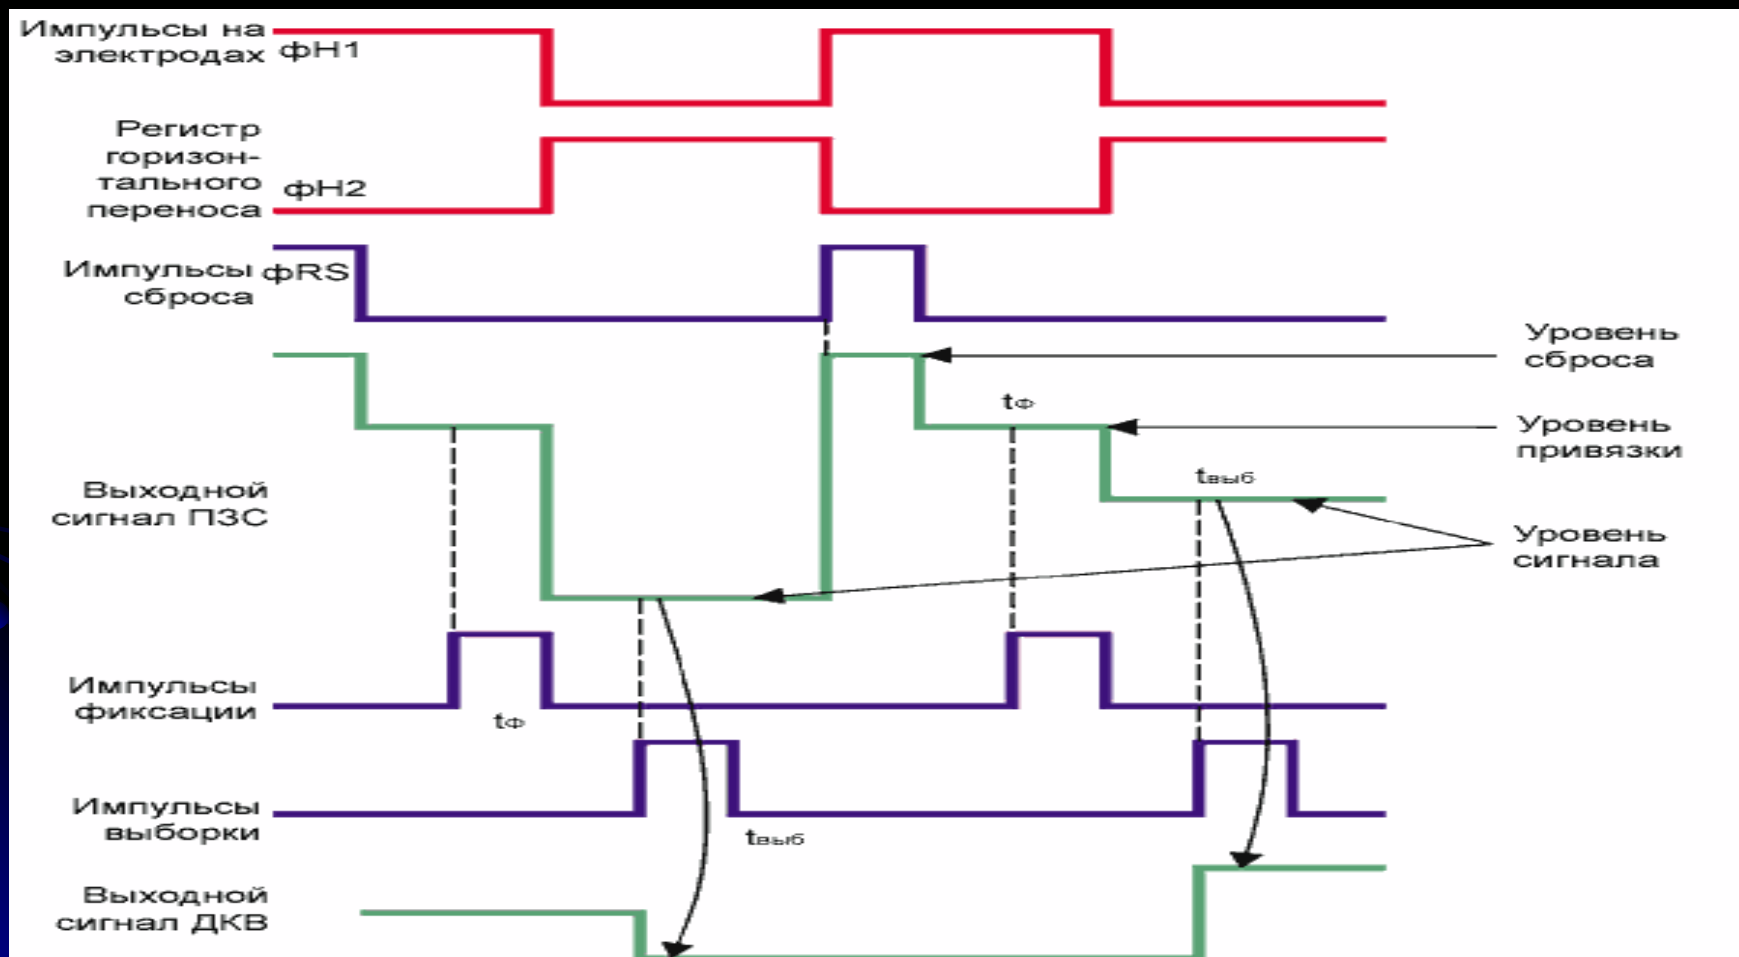 Импульсы на
электродах
фН1
Регистр
горизон-
тального
переноса
фН2
Импульсы
сброса
фRS
Уровень
сброса
tФ
Уровень
привязки
tвыб
Выходной
сигнал ПЗС
Уровень
сигнала
Импульсы
фиксации
tФ
Импульсы
выборки
tвыб
Выходной
сигнал ДКВ